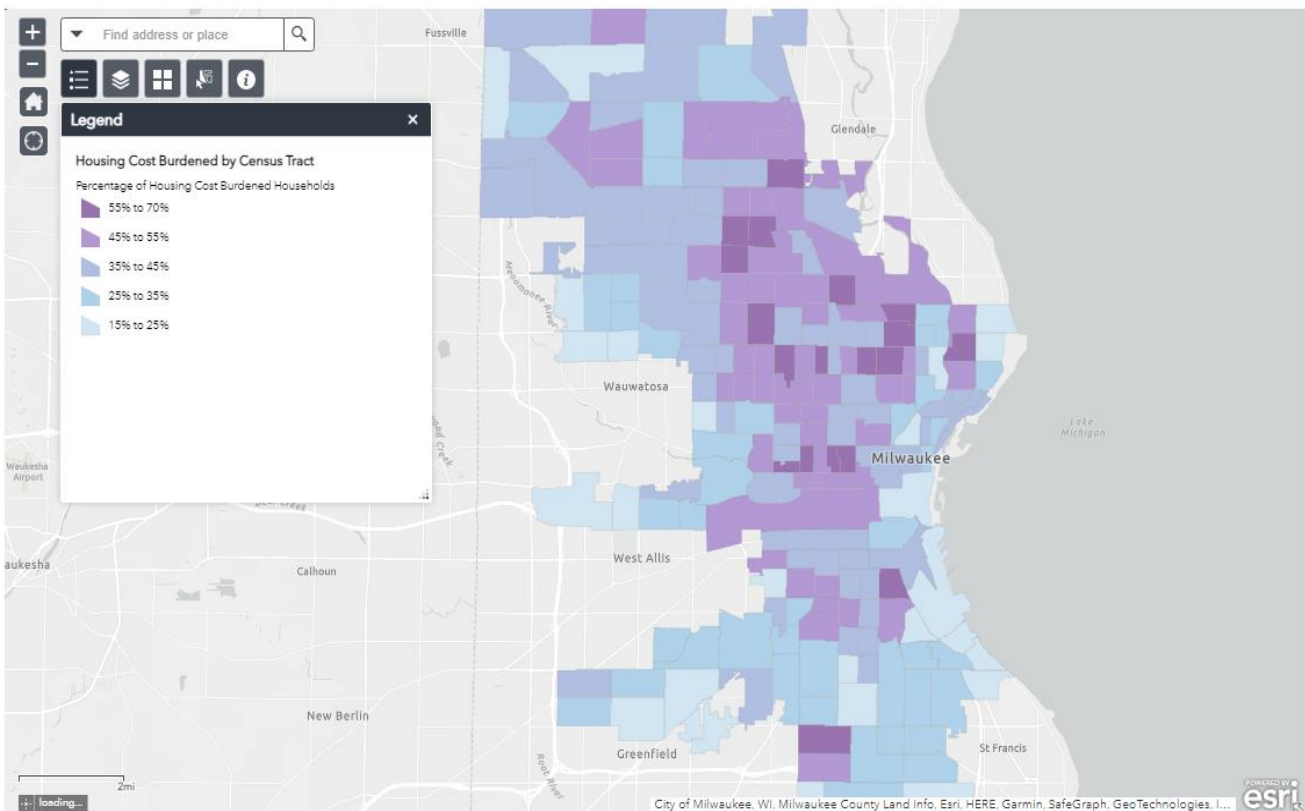 +
Find address or place
−
Legend
×
Housing Cost Burdened by Census Tract
Percentage of Housing Cost Burdened Households
55% to 70%
45% to 55%
35% to 45%
25% to 35%
15% to 25%
Fussville
Glendale
Menomonee River
Wauwatosa
Lake
Michigan
Milwaukee
Waukesha
Airport
West Allis
aukesha
Calhoun
New Berlin
Greenfield
St Francis
Root River
2mi
loading...
City of Milwaukee, WI, Milwaukee County Land Info, Esri, HERE, Garmin, SafeGraph, GeoTechnologies, I...
POWERED BY
esri